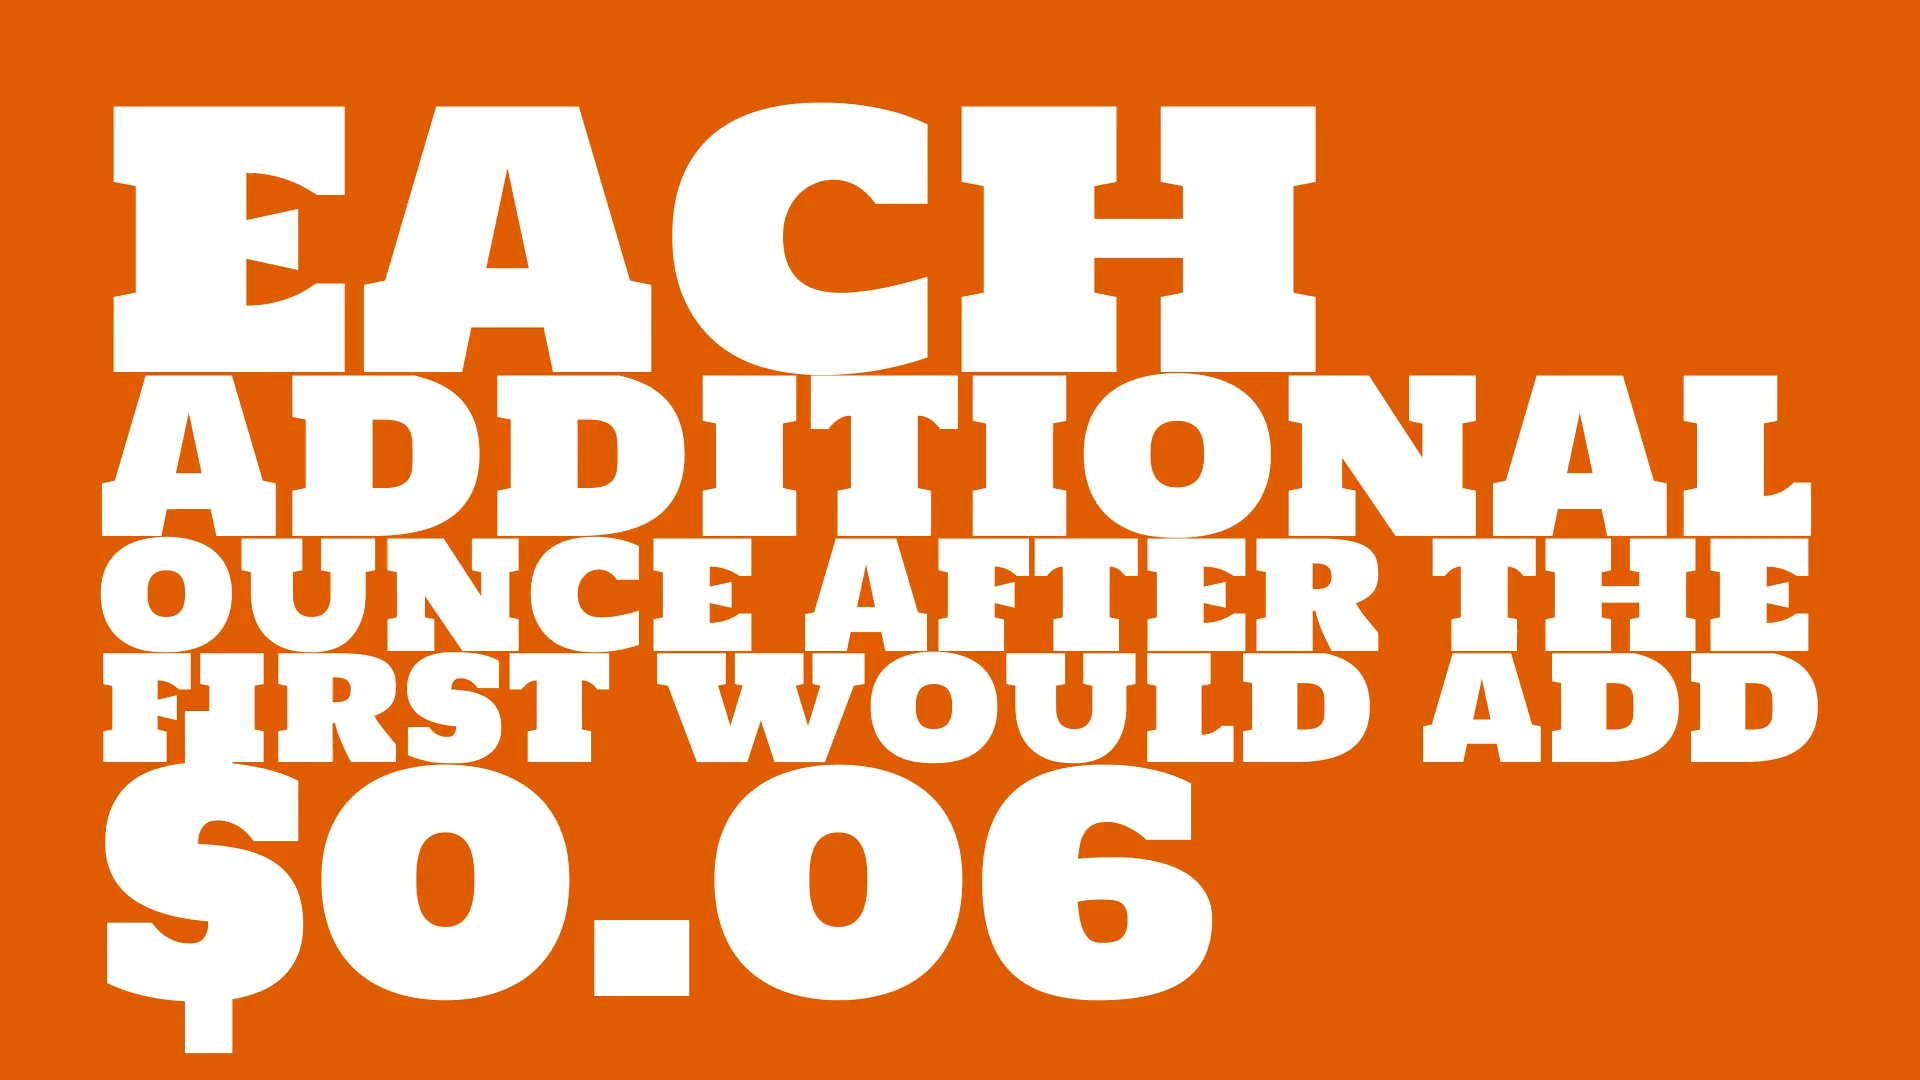 EACH
ADDITIONAL
OUNCE AFTER THE
FIRST WOULD ADD
$0.06